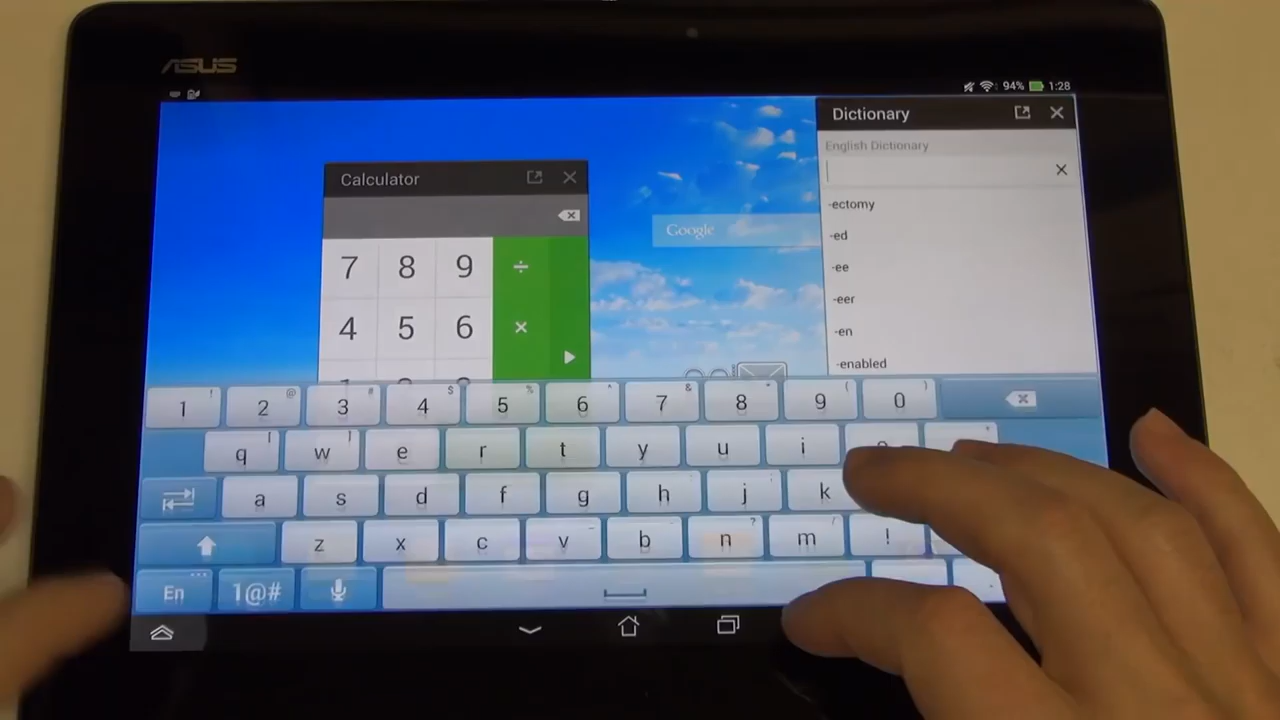 ASUS
94% 1:28
Dictionary
English Dictionary
-ectomy
-ed
-ee
-eer
-en
-enabled
Calculator
Google
7 8 9 ÷
4 5 6 ×
1 ! 2 @ 3 # 4 $ 5 % 6 ^ 7 & 8 * 9 ( 0 )
q [ w ] e r t y u i
a s d f g h j k
z x c v b n ? m / !
En 1@#